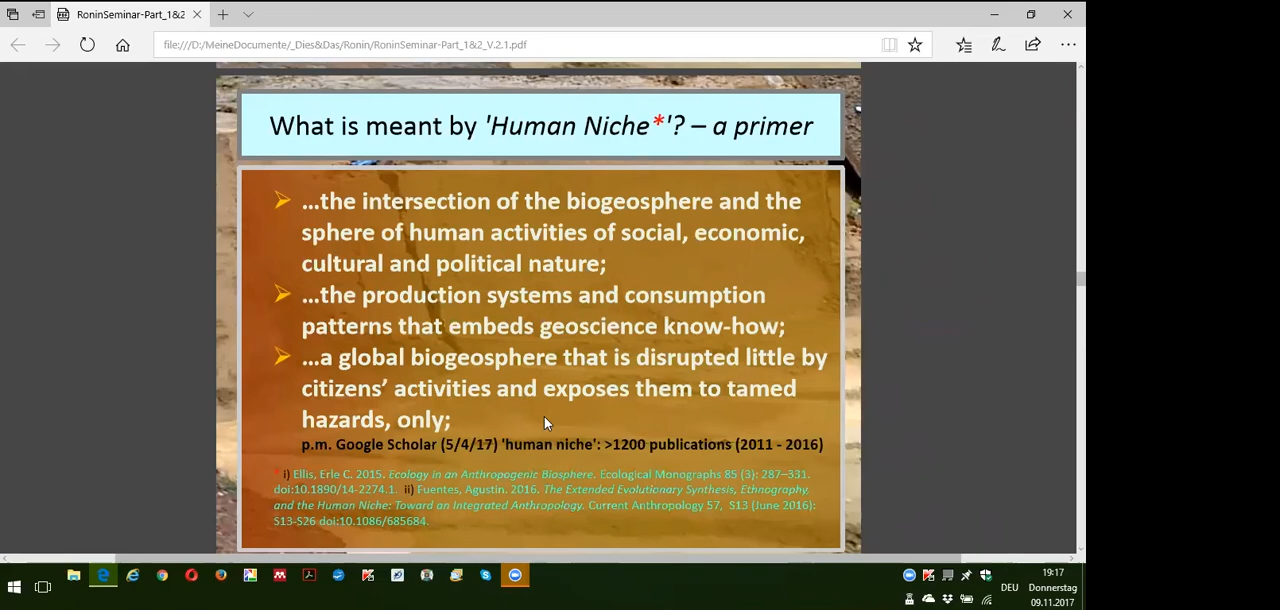 RoninSeminar-Part_1&2
file:///D:/MeineDocumente/_Dies&Das/Ronin/RoninSeminar-Part_1&2_V.2.1.pdf
What is meant by 'Human Niche*'? – a primer
...the intersection of the biogeosphere and the
sphere of human activities of social, economic,
cultural and political nature;
...the production systems and consumption
patterns that embeds geoscience know-how;
...a global biogeosphere that is disrupted little by
citizens' activities and exposes them to tamed
hazards, only;
p.m. Google Scholar (5/4/17) 'human niche': >1200 publications (2011 - 2016)
* i) Ellis, Erle C. 2015. Ecology in an Anthropogenic Biosphere. Ecological Monographs 85 (3): 287–331.
doi:10.1890/14-2274.1. ii) Fuentes, Agustin. 2016. The Extended Evolutionary Synthesis, Ethnography,
and the Human Niche: Toward an Integrated Anthropology. Current Anthropology 57, S13 (June 2016):
S13-S26 doi:10.1086/685684.
19:17
DEU Donnerstag
09.11.2017